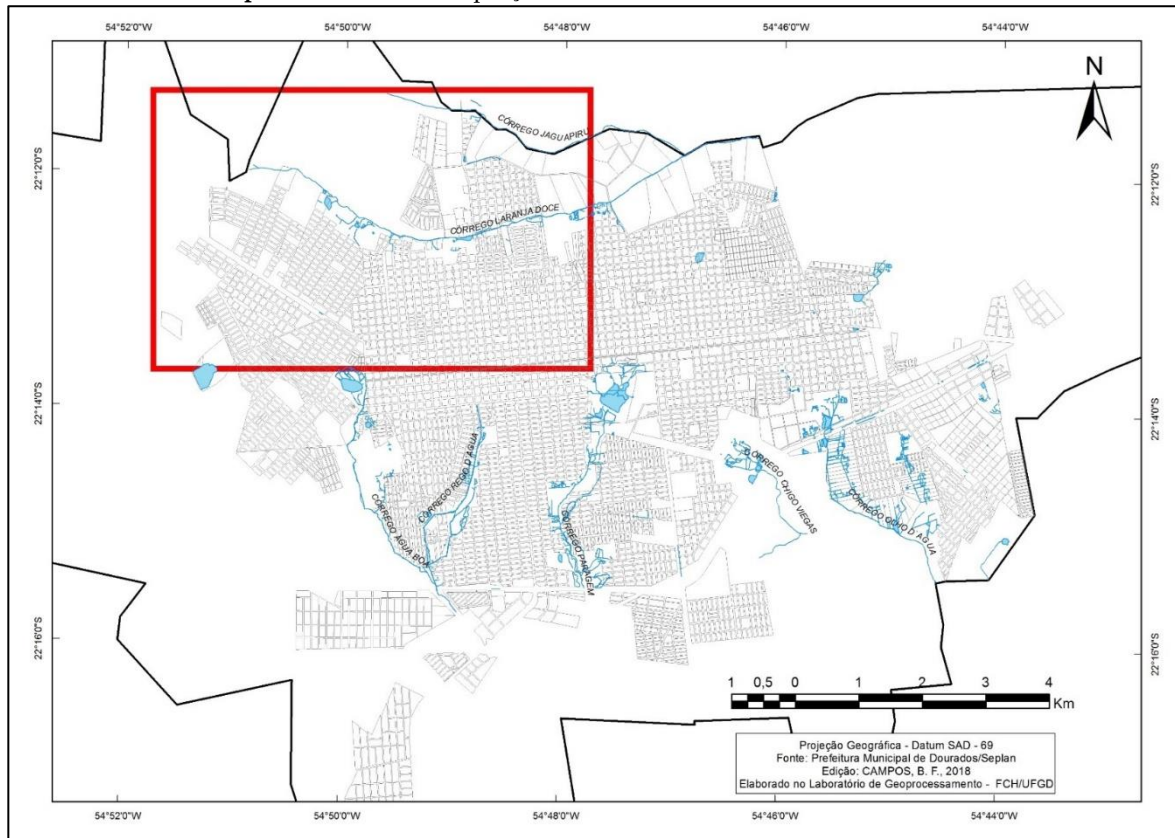 54°52'0"W 54°50'0"W 54°48'0"W 54°46'0"W 54°44'0"W
N
CÓRREGO JAGUAPIRU
22°12'0"S 22°12'0"S
CÓRREGO LARANJA DOCE
22°14'0"S 22°14'0"S
CÓRREGO REGO D'AGUA
CÓRREGO CHICO VIEGAS
CÓRREGO AGUA BOA
CÓRREGO PARAGEM
CÓRREGO OLHO D'AGUA
22°16'0"S 22°16'0"S
1 0,5 0 1 2 3 4
Km
Projeção Geográfica - Datum SAD - 69
Fonte: Prefeitura Municipal de Dourados/Seplan
Edição: CAMPOS, B. F., 2018
Elaborado no Laboratório de Geoprocessamento - FCH/UFGD
54°52'0"W 54°50'0"W 54°48'0"W 54°46'0"W 54°44'0"W